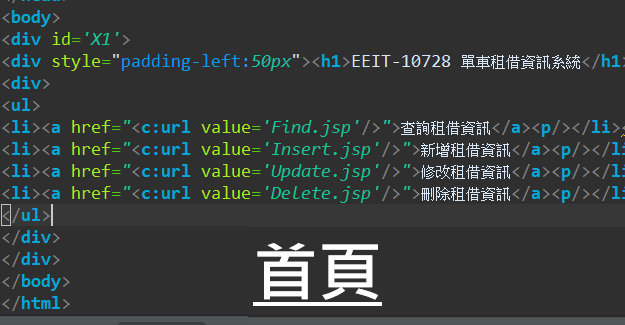 <body>
<div id='X1'>
<div style="padding-left:50px"><h1>EEIT-10728 單車租借資訊系統</h1
<div>
<ul>
<li><a href="<c:url value='Find.jsp'/>">查詢租借資訊</a><p/></li>
<li><a href="<c:url value='Insert.jsp'/>">新增租借資訊</a><p/></li
<li><a href="<c:url value='Update.jsp'/>">修改租借資訊</a><p/></li
<li><a href="<c:url value='Delete.jsp'/>">刪除租借資訊</a><p/></li
</ul>
</div>
</div>
</body>
</html>
首頁